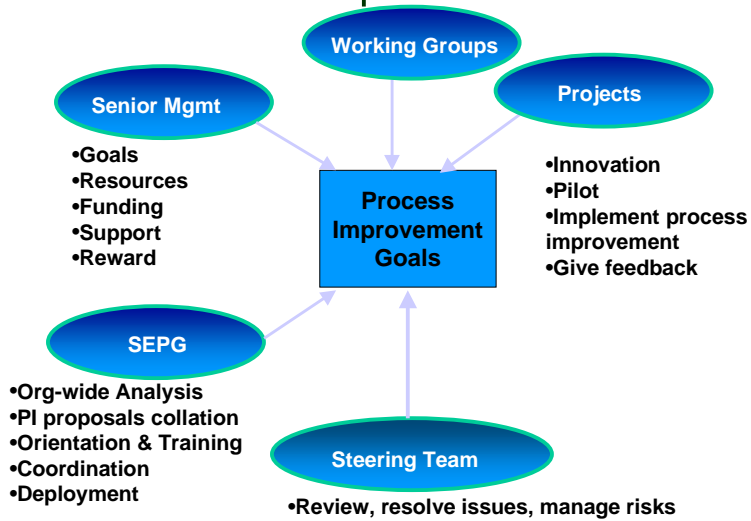 Working Groups
Senior Mgmt
Projects
•Goals
•Resources
•Funding
•Support
•Reward
Process
Improvement
Goals
•Innovation
•Pilot
•Implement process
improvement
•Give feedback
SEPG
•Org-wide Analysis
•PI proposals collation
•Orientation & Training
•Coordination
•Deployment
Steering Team
•Review, resolve issues, manage risks